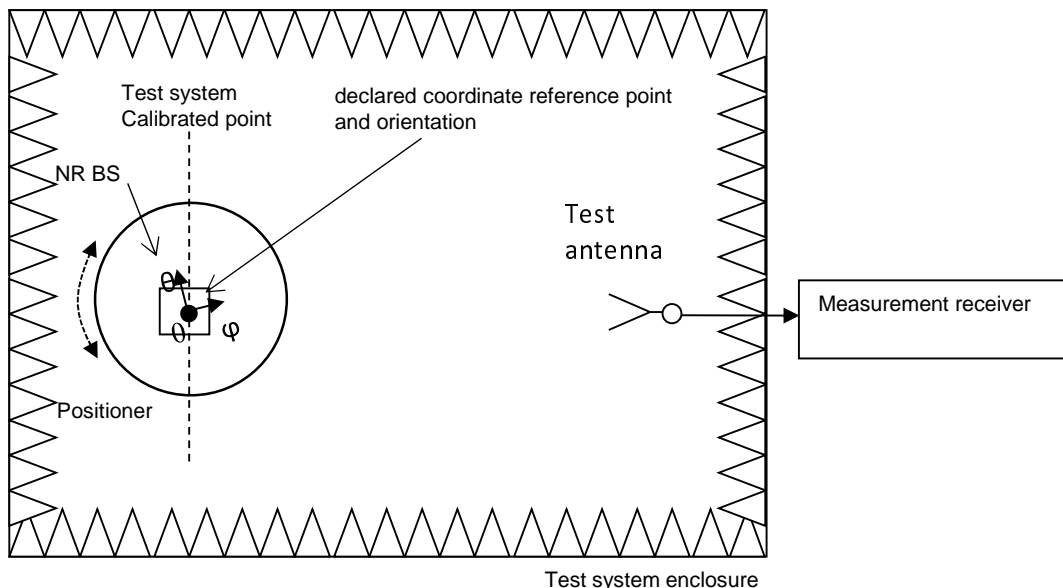 Test system
Calibrated point
declared coordinate reference point
and orientation
NR BS
Test
antenna
Measurement receiver
θ
0
φ
Positioner
Test system enclosure